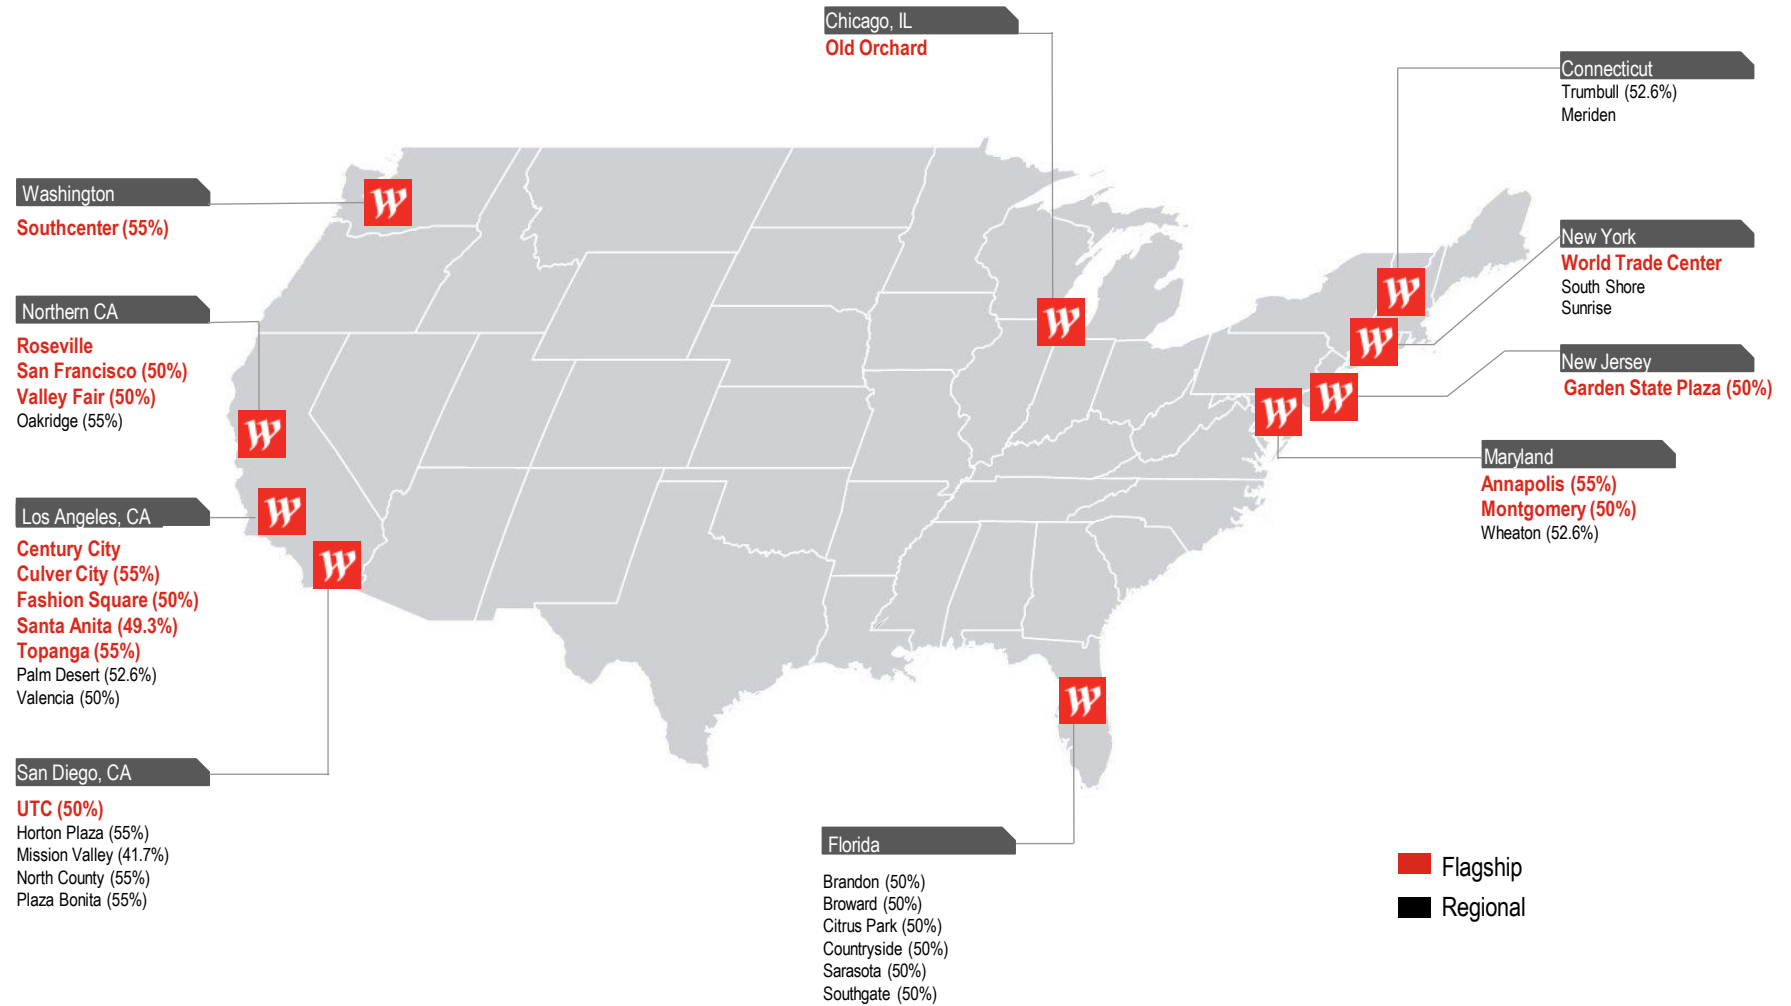 Chicago, IL
Old Orchard
Connecticut
Trumbull (52.6%)
Meriden
Washington
Southcenter (55%)
New York
World Trade Center
South Shore
Sunrise
Northern CA
Roseville
San Francisco (50%)
Valley Fair (50%)
Oakridge (55%)
New Jersey
Garden State Plaza (50%)
Maryland
Annapolis (55%)
Montgomery (50%)
Wheaton (52.6%)
Los Angeles, CA
Century City
Culver City (55%)
Fashion Square (50%)
Santa Anita (49.3%)
Topanga (55%)
Palm Desert (52.6%)
Valencia (50%)
San Diego, CA
UTC (50%)
Horton Plaza (55%)
Mission Valley (41.7%)
North County (55%)
Plaza Bonita (55%)
Florida
Brandon (50%)
Broward (50%)
Citrus Park (50%)
Countryside (50%)
Sarasota (50%)
Southgate (50%)
Flagship
Regional
W
W
W
W
W
W
W
W
W
W